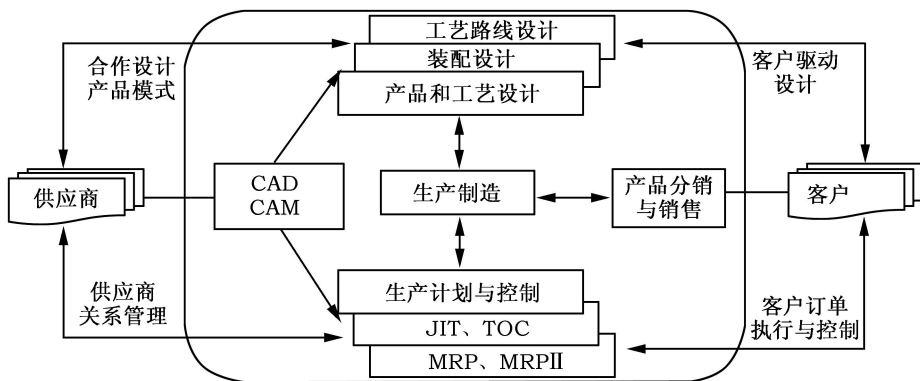 工艺路线设计
装配设计
产品和工艺设计
合作设计
产品模式
客户驱动
设计
供应商
CAD
CAM
生产制造
产品分销
与销售
客户
供应商
关系管理
生产计划与控制
JIT、TOC
MRP、MRPⅡ
客户订单
执行与控制